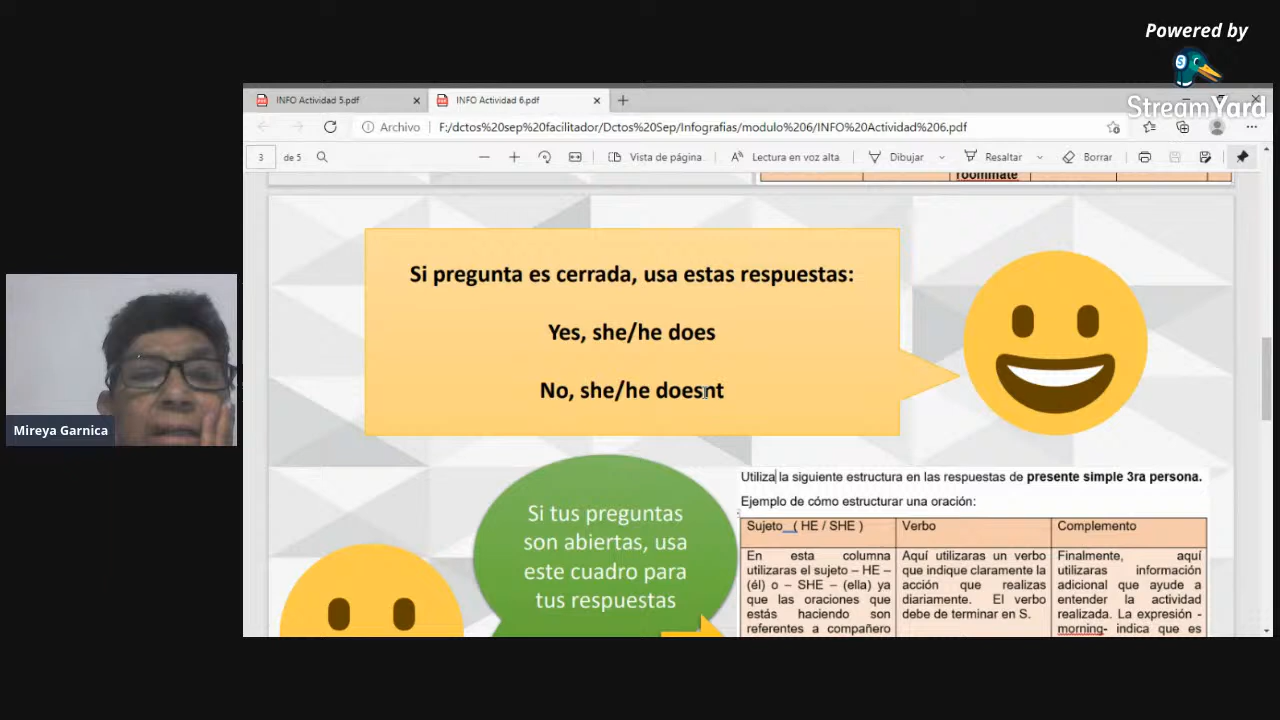 Powered by
StreamYard
INFO Actividad 5.pdf
INFO Actividad 6.pdf
Archivo
F:/dctos%20sep%20facilitador/Dctos%20Sep/Infografias/modulo%206/INFO%20Actividad%206.pdf
3 de 5
Vista de página
Lectura en voz alta
Dibujar
Resaltar
Borrar
roommate
Si pregunta es cerrada, usa estas respuestas:
Yes, she/he does
No, she/he doesnt
Mireya Garnica
Si tus preguntas
son abiertas, usa
este cuadro para
tus respuestas
Utiliza la siguiente estructura en las respuestas de presente simple 3ra persona.
Ejemplo de cómo estructurar una oración:
Sujeto ( HE / SHE )
Verbo
Complemento
En esta columna
utilizaras el sujeto – HE –
(él) o – SHE – (ella) ya
que las oraciones que
estás haciendo son
referentes a compañero
Aquí utilizaras un verbo
que indique claramente la
acción que realizas
diariamente. El verbo
debe de terminar en S.
Finalmente, aquí
utilizaras información
adicional que ayude a
entender la actividad
realizada. La expresión -
morning- indica que es